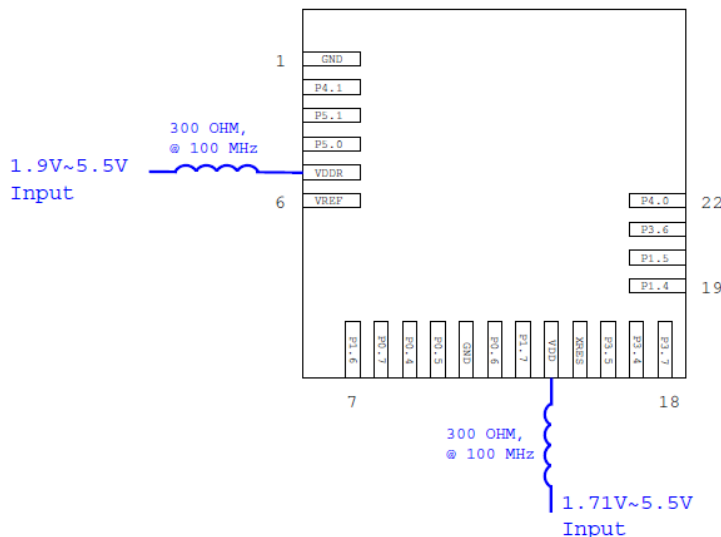 1
GND
P4.1
P5.1
P5.0
VDDR
6
VREF
300 OHM,
@ 100 MHz
1.9V~5.5V
Input
P4.0
22
P3.6
P1.5
P1.4
19
P1.6
P0.7
P0.4
P0.5
GND
P0.6
P1.7
VDD
XRES
P3.5
P3.4
P3.7
7
18
300 OHM,
@ 100 MHz
1.71V~5.5V
Input